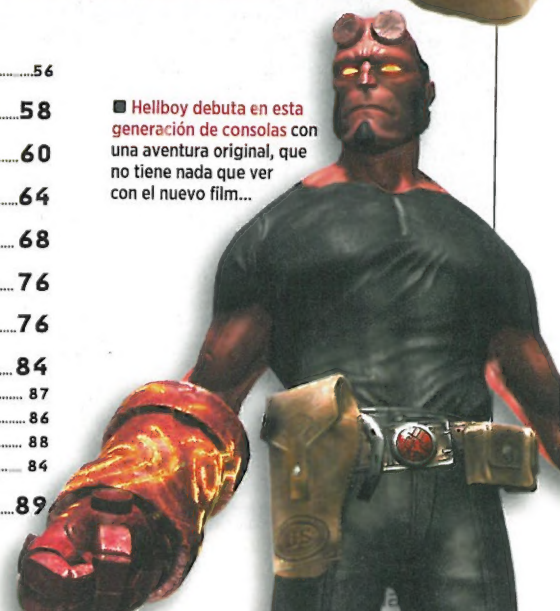 56
58
60
64
68
76
76
84
87
86
88
84
89
Hellboy debuta en esta
generación de consolas con
una aventura original, que
no tiene nada que ver
con el nuevo film...
US